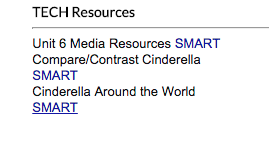 TECH Resources
Unit 6 Media Resources SMART
Compare/Contrast Cinderella
SMART
Cinderella Around the World
SMART